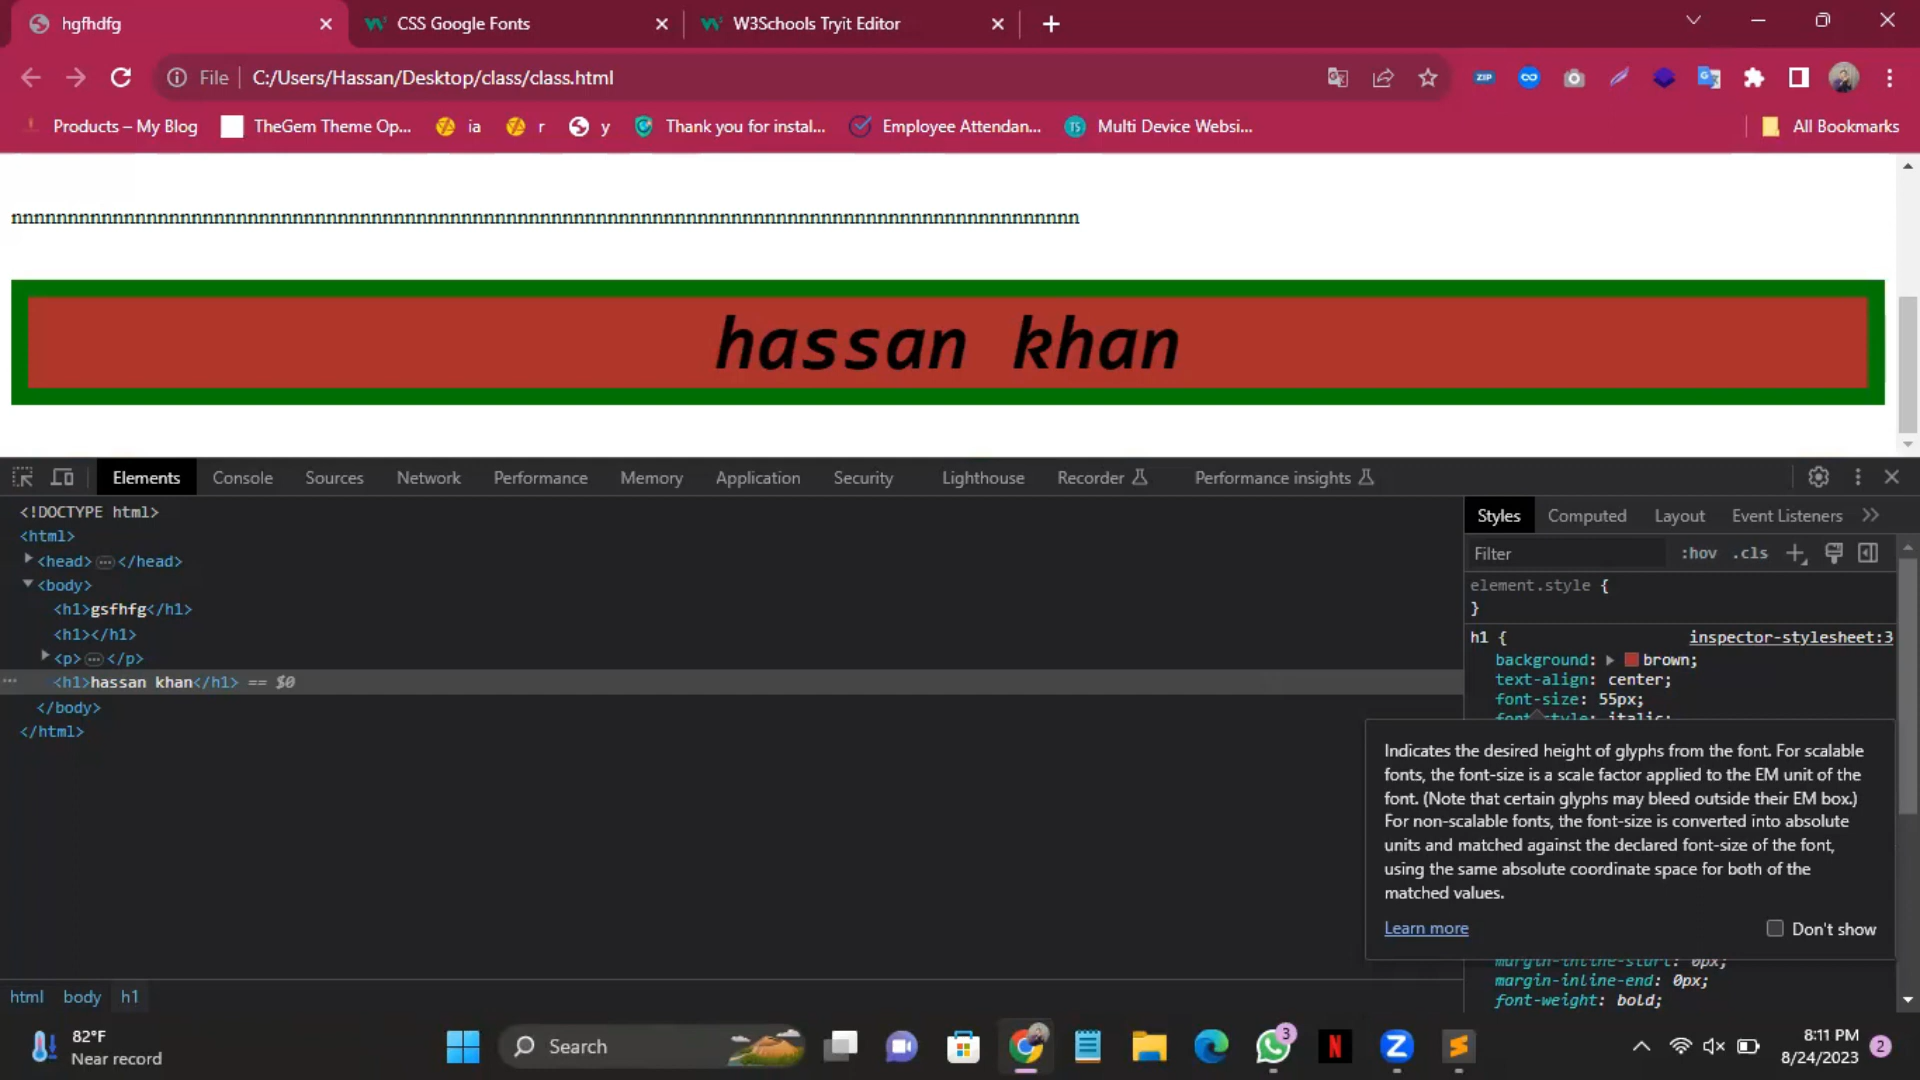 hgfhdfg
CSS Google Fonts
W3Schools Tryit Editor
File C:/Users/Hassan/Desktop/class/class.html
Products – My Blog TheGem Theme Op... ia r y Thank you for instal... Employee Attendan... Multi Device Websi... All Bookmarks
hassan khan
Elements Console Sources Network Performance Memory Application Security Lighthouse Recorder Performance insights
<!DOCTYPE html>
<html>
<head>…</head>
<body>
<h1>gsfhfg</h1>
<h1></h1>
<p>…</p>
<h1>hassan khan</h1> == $0
</body>
</html>
html body h1
Styles Computed Layout Event Listeners
Filter :hov .cls
element.style {
}
h1 { inspector-stylesheet:3
background: brown;
text-align: center;
font-size: 55px;
font-style: italic;
Indicates the desired height of glyphs from the font. For scalable
fonts, the font-size is a scale factor applied to the EM unit of the
font. (Note that certain glyphs may bleed outside their EM box.)
For non-scalable fonts, the font-size is converted into absolute
units and matched against the declared font-size of the font,
using the same absolute coordinate space for both of the
matched values.
Learn more Don't show
margin-inline-start: 0px;
margin-inline-end: 0px;
font-weight: bold;
82°F
Near record
Search
3
8:11 PM
8/24/2023
2